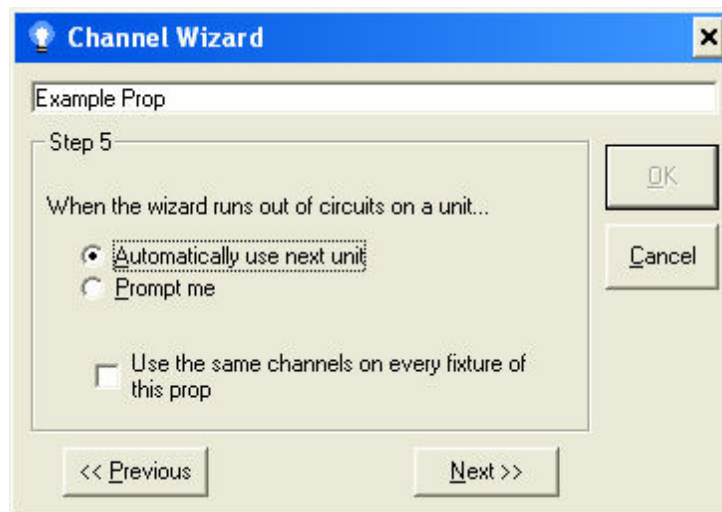 Channel Wizard
Example Prop
Step 5
When the wizard runs out of circuits on a unit...
Automatically use next unit
Prompt me
Use the same channels on every fixture of
this prop
OK
Cancel
<< Previous
Next >>